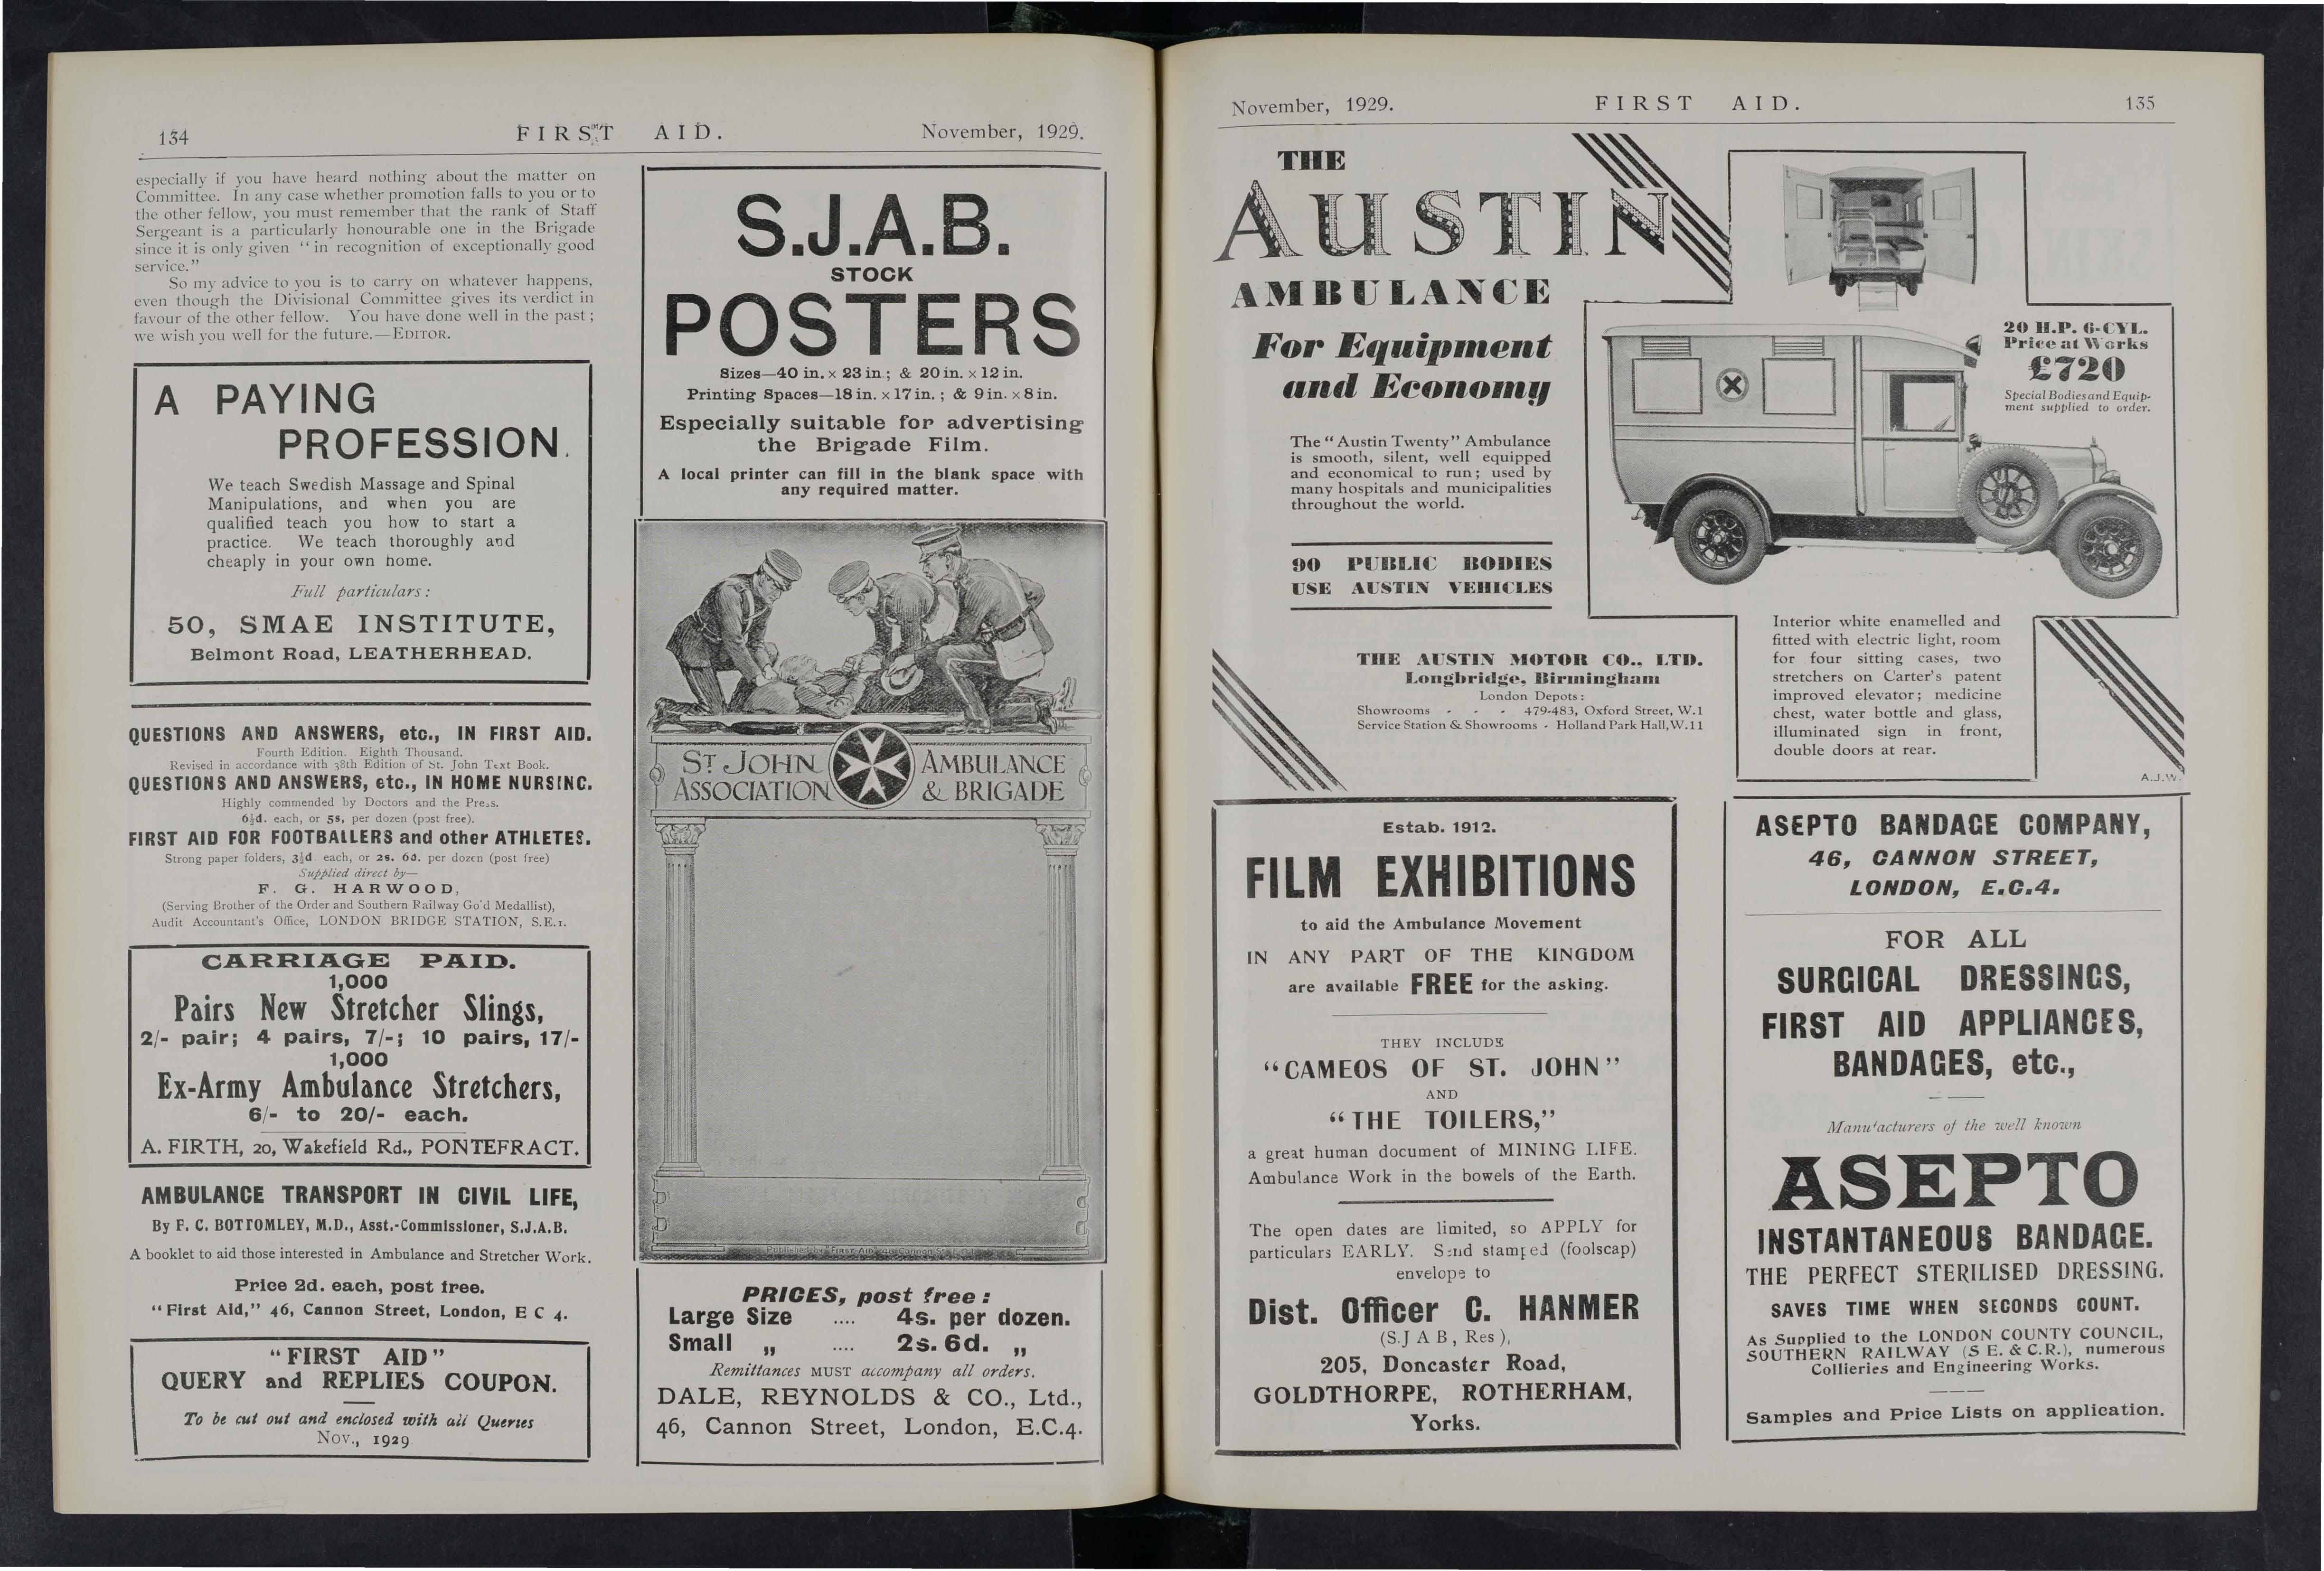 134 FIRST AID. November, 1929.
especially if you have heard nothing about the matter on
Committee. In any case whether promotion falls to you or to
the other fellow, you must remember that the rank of Staff
Sergeant is a particularly honourable one in the Brigade
since it is only given "in recognition of exceptionally good
service."
So my advice to you is to carry on whatever happens,
even though the Divisional Committee gives its verdict in
favour of the other fellow. You have done well in the past;
we wish you well for the future.—EDITOR.
A PAYING
PROFESSION.
We teach Swedish Massage and Spinal
Manipulations, and when you are
qualified teach you how to start a
practice. We teach thoroughly and
cheaply in your own home.
Full particulars:
50, SMAE INSTITUTE,
Belmont Road, LEATHERHEAD.
QUESTIONS AND ANSWERS, etc., IN FIRST AID.
Fourth Edition. Eighth Thousand.
Revised in accordance with 38th Edition of St. John Text Book.
QUESTIONS AND ANSWERS, etc., IN HOME NURSING.
Highly commended by Doctors and the Press.
6½d. each, or 5s, per dozen (post free).
FIRST AID FOR FOOTBALLERS and other ATHLETES.
Strong paper folders, 3½d each, or 2s. 6d. per dozen (post free)
Supplied direct by—
F. G. HARWOOD,
(Serving Brother of the Order and Southern Railway Gold Medallist),
Audit Accountant's Office, LONDON BRIDGE STATION, S.E.1.
CARRIAGE PAID.
1,000
Pairs New Stretcher Slings,
2/- pair; 4 pairs, 7/-; 10 pairs, 17/-
1,000
Ex-Army Ambulance Stretchers,
6/- to 20/- each.
A. FIRTH, 20, Wakefield Rd., PONTEFRACT.
AMBULANCE TRANSPORT IN CIVIL LIFE,
By F. C. BOTTOMLEY, M.D., Asst.-Commissioner, S.J.A.B.
A booklet to aid those interested in Ambulance and Stretcher Work.
Price 2d. each, post free.
"First Aid," 46, Cannon Street, London, E C 4.
"FIRST AID"
QUERY and REPLIES COUPON.
To be cut out and enclosed with all Queries
Nov., 1929
S.J.A.B.
STOCK
POSTERS
Sizes—40 in. × 23 in.; & 20 in. × 12 in.
Printing Spaces—18 in. × 17 in.; & 9 in. × 8 in.
Especially suitable for advertising
the Brigade Film.
A local printer can fill in the blank space with
any required matter.
ST JOHN AMBULANCE
ASSOCIATION & BRIGADE
Published by "First Aid" 46 Cannon St. E.C.4
PRICES, post free:
Large Size .... 4s. per dozen.
Small „ .... 2s. 6d. „
Remittances MUST accompany all orders.
DALE, REYNOLDS & CO., Ltd.,
46, Cannon Street, London, E.C.4.
November, 1929. FIRST AID. 135
THE
AUSTIN
AMBULANCE
For Equipment
and Economy
The "Austin Twenty" Ambulance
is smooth, silent, well equipped
and economical to run; used by
many hospitals and municipalities
throughout the world.
90 PUBLIC BODIES
USE AUSTIN VEHICLES
THE AUSTIN MOTOR CO., LTD.
Longbridge, Birmingham
London Depots:
Showrooms - - - 479-483, Oxford Street, W.1
Service Station & Showrooms - Holland Park Hall, W.11
20 H.P. 6-CYL.
Price at Works
£720
Special Bodies and Equip-
ment supplied to order.
Interior white enamelled and
fitted with electric light, room
for four sitting cases, two
stretchers on Carter's patent
improved elevator; medicine
chest, water bottle and glass,
illuminated sign in front,
double doors at rear.
A.J.W.
Estab. 1912.
FILM EXHIBITIONS
to aid the Ambulance Movement
IN ANY PART OF THE KINGDOM
are available FREE for the asking.
THEY INCLUDE
"CAMEOS OF ST. JOHN"
AND
"THE TOILERS,"
a great human document of MINING LIFE.
Ambulance Work in the bowels of the Earth.
The open dates are limited, so APPLY for
particulars EARLY. Send stamped (foolscap)
envelope to
Dist. Officer C. HANMER
(S.J A B, Res),
205, Doncaster Road,
GOLDTHORPE, ROTHERHAM,
Yorks.
ASEPTO BANDAGE COMPANY,
46, CANNON STREET,
LONDON, E.C.4.
FOR ALL
SURGICAL DRESSINGS,
FIRST AID APPLIANCES,
BANDAGES, etc.,
Manufacturers of the well known
ASEPTO
INSTANTANEOUS BANDAGE.
THE PERFECT STERILISED DRESSING.
SAVES TIME WHEN SECONDS COUNT.
As Supplied to the LONDON COUNTY COUNCIL,
SOUTHERN RAILWAY (S E. & C.R.), numerous
Collieries and Engineering Works.
Samples and Price Lists on application.